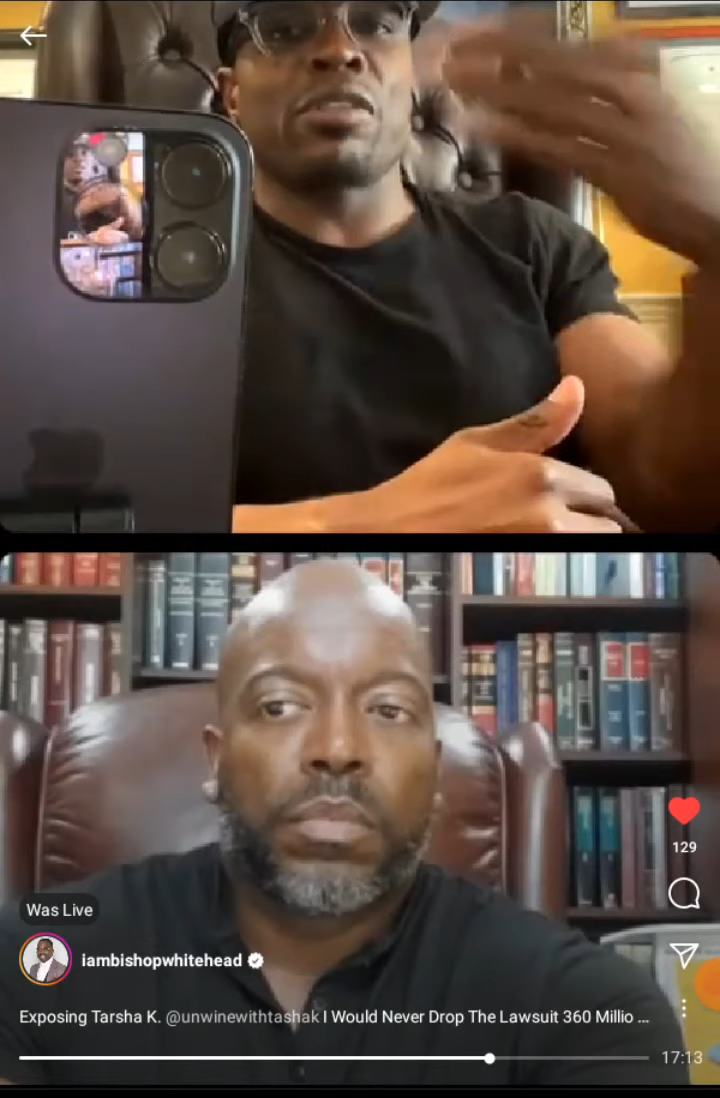 129
Was Live
iambishopwhitehead
Exposing Tarsha K. @unwinewithtashak I Would Never Drop The Lawsuit 360 Millio ...
17:13